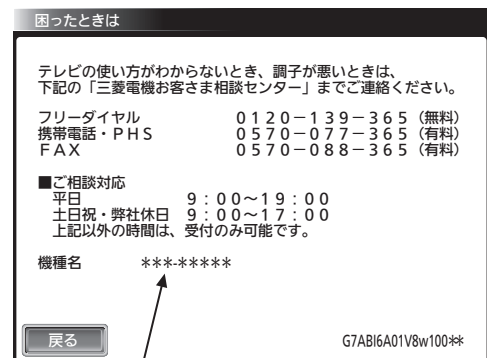 困ったときは
テレビの使い方がわからないとき、調子が悪いときは、
下記の「三菱電機お客さま相談センター」までご連絡ください。
フリーダイヤル　０１２０－１３９－３６５（無料）
携帯電話・ＰＨＳ　０５７０－０７７－３６５（有料）
ＦＡＸ　０５７０－０８８－３６５（有料）
■ご相談対応
平日　９：００～１９：００
土日祝・弊社休日　９：００～１７：００
上記以外の時間は、受付のみ可能です。
機種名　***-*****
戻る　G7ABI6A01V8w100**